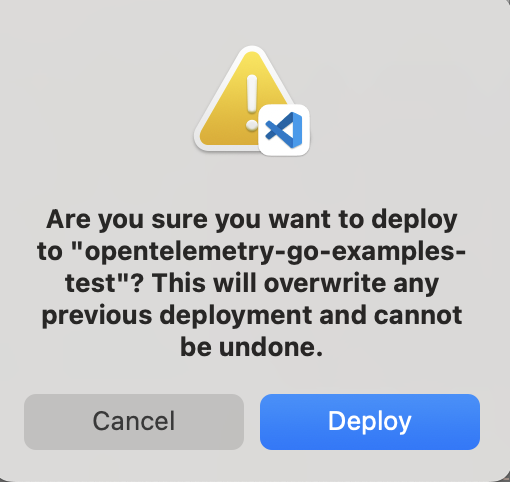 Are you sure you want to deploy
to "opentelemetry-go-examples-
test"? This will overwrite any
previous deployment and cannot
be undone.
Cancel
Deploy